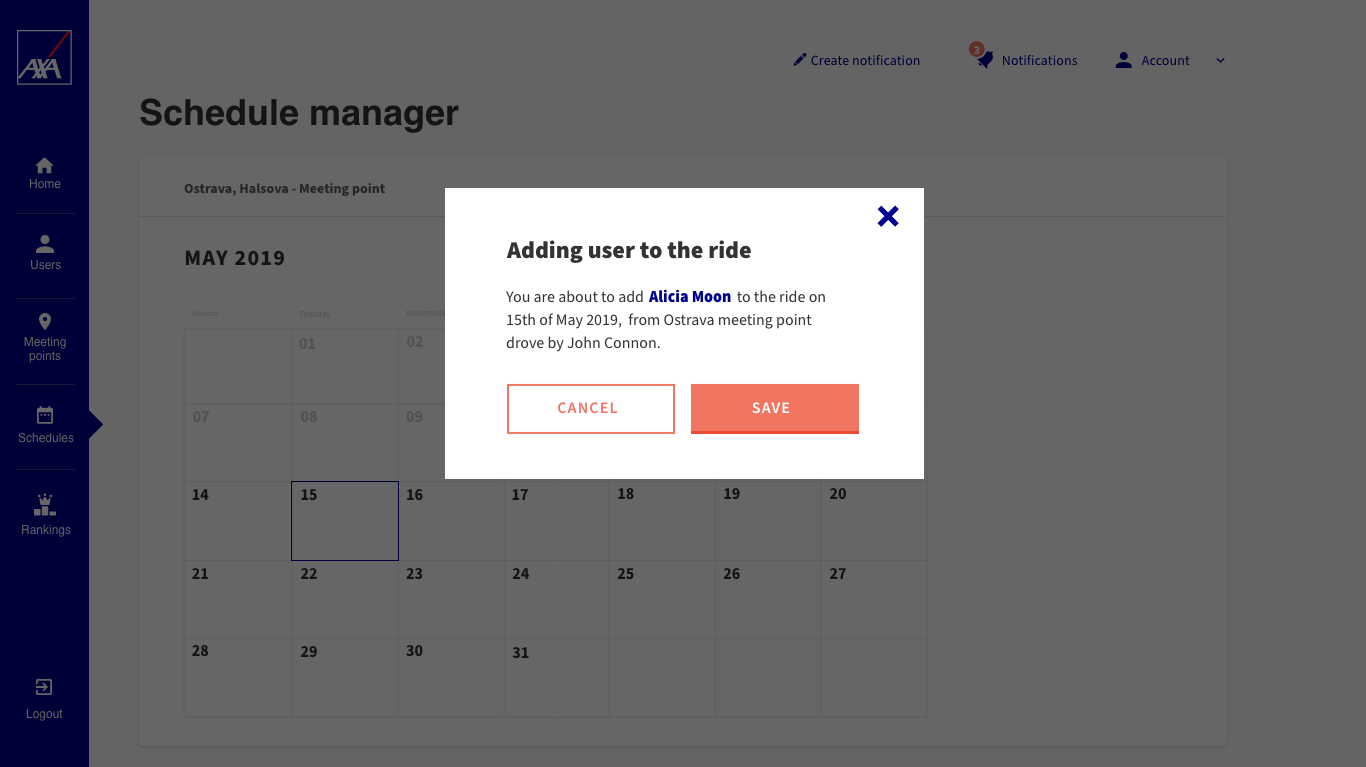 AXA
3
Create notification
Notifications
Account
Schedule manager
Home
Ostrava, Halsova - Meeting point
Users
MAY 2019
Adding user to the ride
You are about to add Alicia Moon to the ride on
15th of May 2019, from Ostrava meeting point
drove by John Connon.
CANCEL
SAVE
Monday Tuesday
Meeting
points
01 02
07 08 09
Schedules
14 15 16 17 18 19 20
Rankings
21 22 23 24 25 26 27
28 29 30 31
Logout